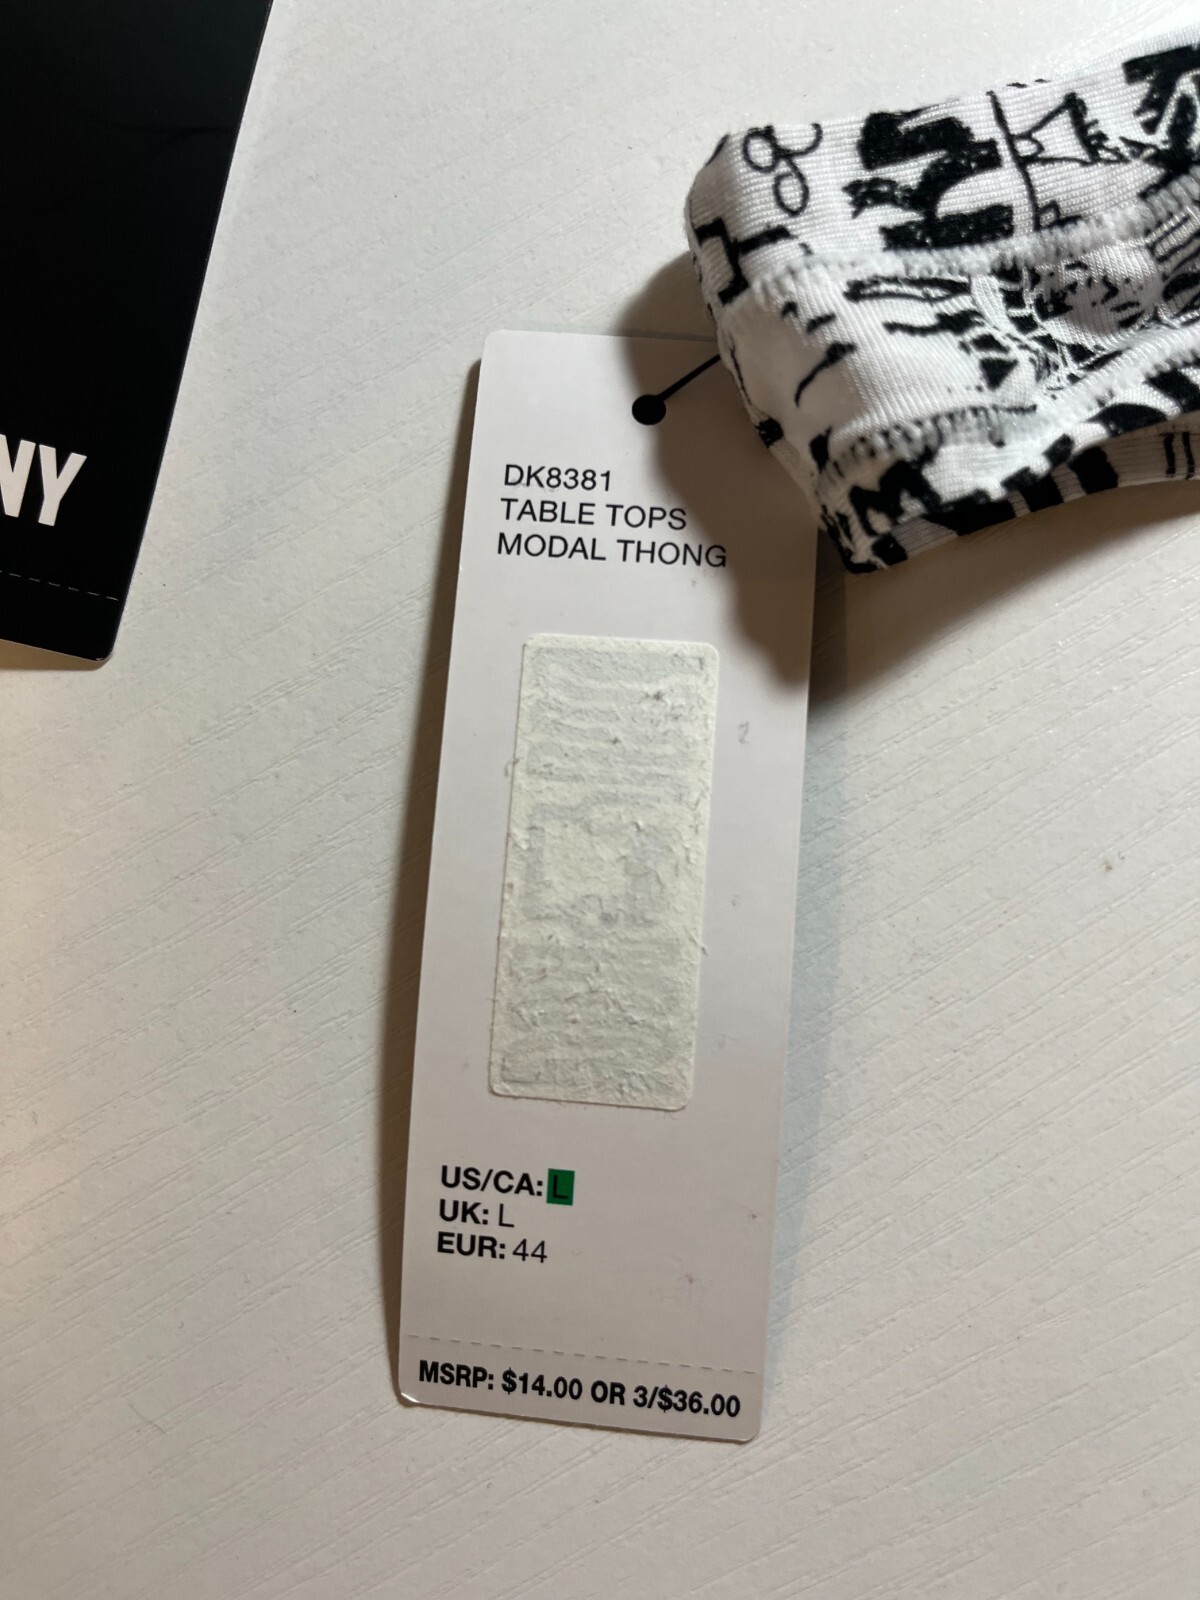 NY
DK8381
TABLE TOPS
MODAL THONG
US/CA: L
UK: L
EUR: 44
MSRP: $14.00 OR 3/$36.00